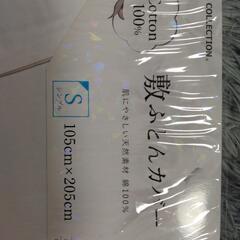 COLLECTION.
Cotton
100%
敷ふとんカバー
肌にやさしい天然素材 綿100%
S
シングル
105cm×205cm